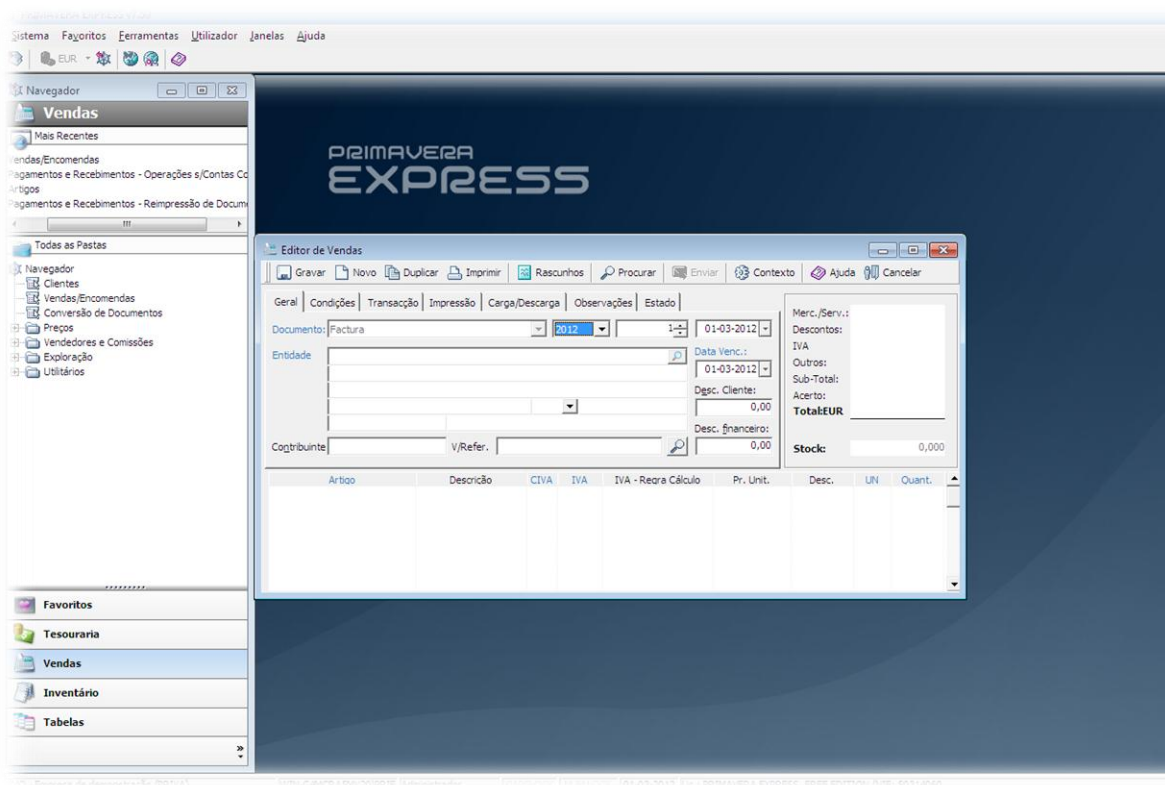 Sistema Favoritos Ferramentas Utilizador Janelas Ajuda
EUR
Navegador
Vendas
Mais Recentes
endas/Encomendas
agamentos e Recebimentos - Operações s/Contas Co
rtigos
agamentos e Recebimentos - Reimpressão de Docum
Todas as Pastas
Navegador
Clientes
Vendas/Encomendas
Conversão de Documentos
Preços
Vendedores e Comissões
Exploração
Utilitários
Favoritos
Tesouraria
Vendas
Inventário
Tabelas
PRIMAVERA
EXPRESS
Editor de Vendas
Gravar Novo Duplicar Imprimir Rascunhos Procurar Enviar Contexto Ajuda Cancelar
Geral Condições Transacção Impressão Carga/Descarga Observações Estado
Documento: Factura 2012 1 01-03-2012
Entidade
Data Venc.:
01-03-2012
Desc. Cliente:
0,00
Desc. financeiro:
Contribuinte V/Refer. 0,00
Merc./Serv.:
Descontos:
IVA
Outros:
Sub-Total:
Acerto:
Total:EUR
Stock: 0,000
Artigo Descrição CIVA IVA IVA - Regra Cálculo Pr. Unit. Desc. UN Quant.